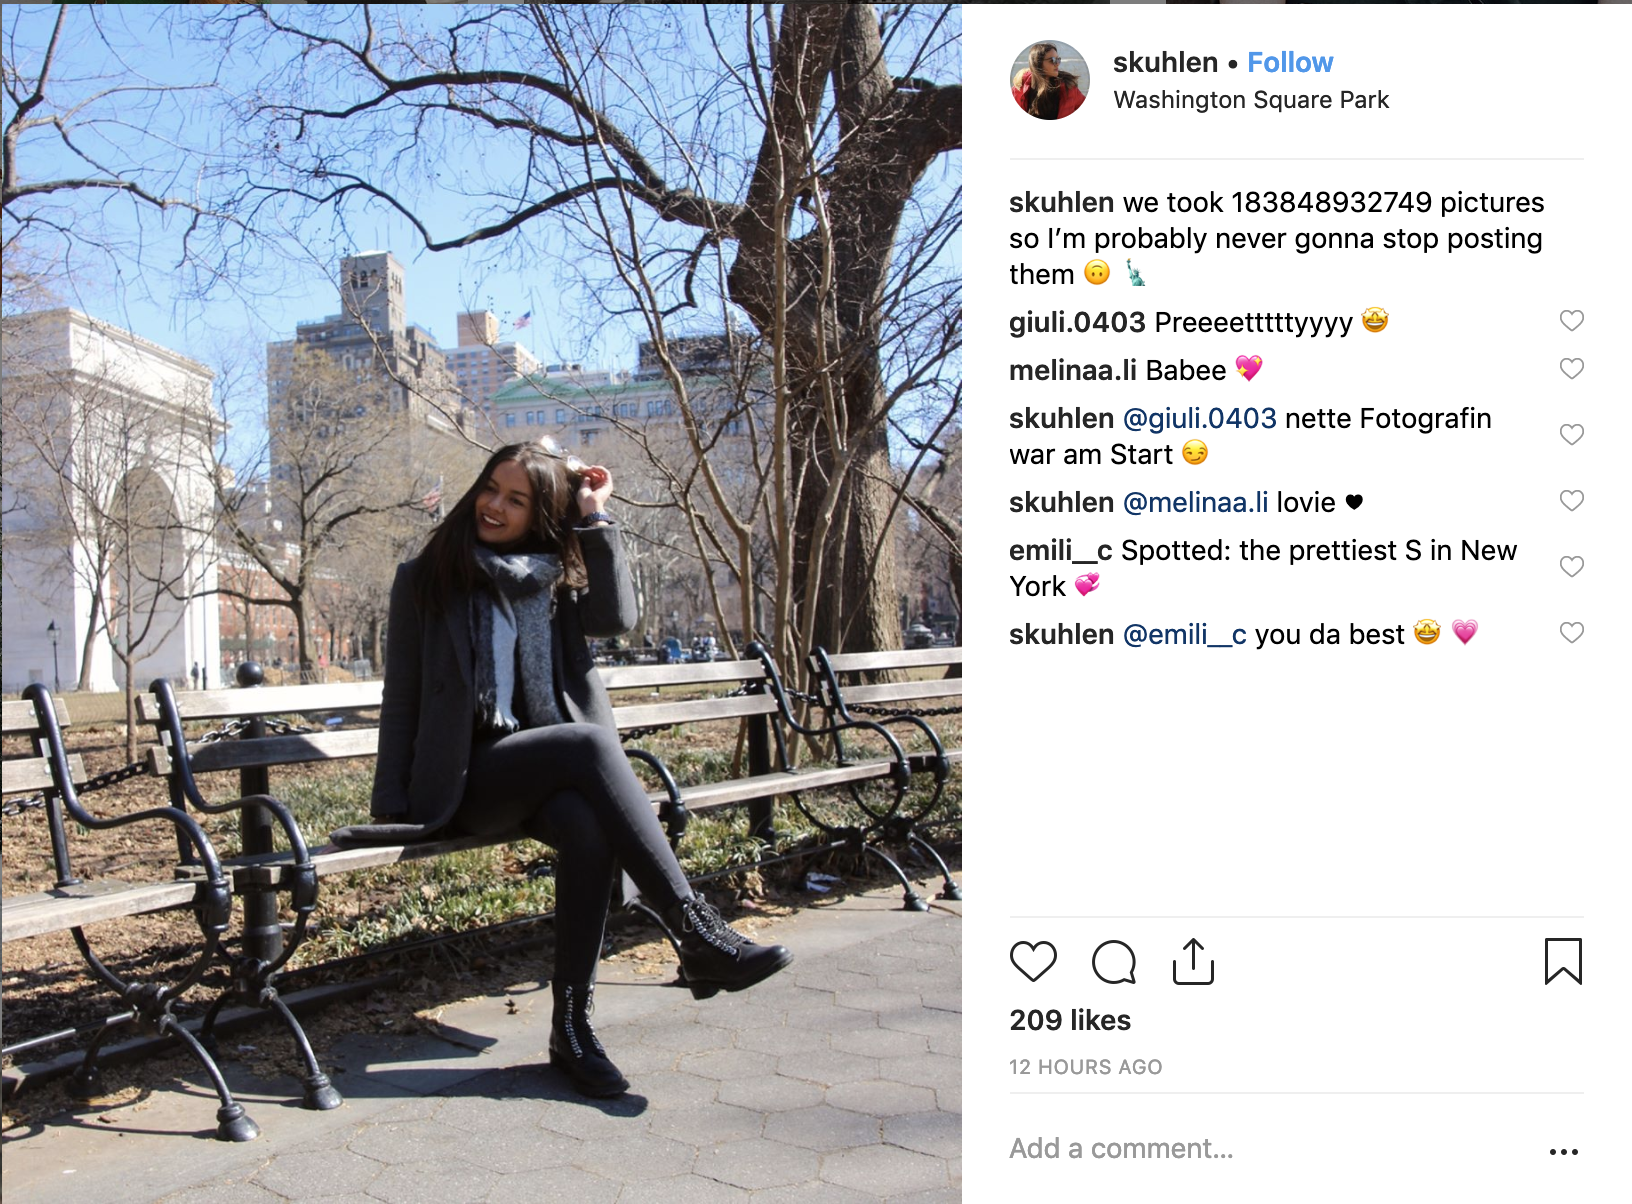 skuhlen • Follow
Washington Square Park
skuhlen we took 183848932749 pictures
so I’m probably never gonna stop posting
them 🙃 🗽
giuli.0403 Preeeetttttyyyy 🤩
melinaa.li Babee 💖
skuhlen @giuli.0403 nette Fotografin
war am Start 😏
skuhlen @melinaa.li lovie ♥
emili__c Spotted: the prettiest S in New
York 💞
skuhlen @emili__c you da best 🤩 💗
209 likes
12 HOURS AGO
Add a comment...